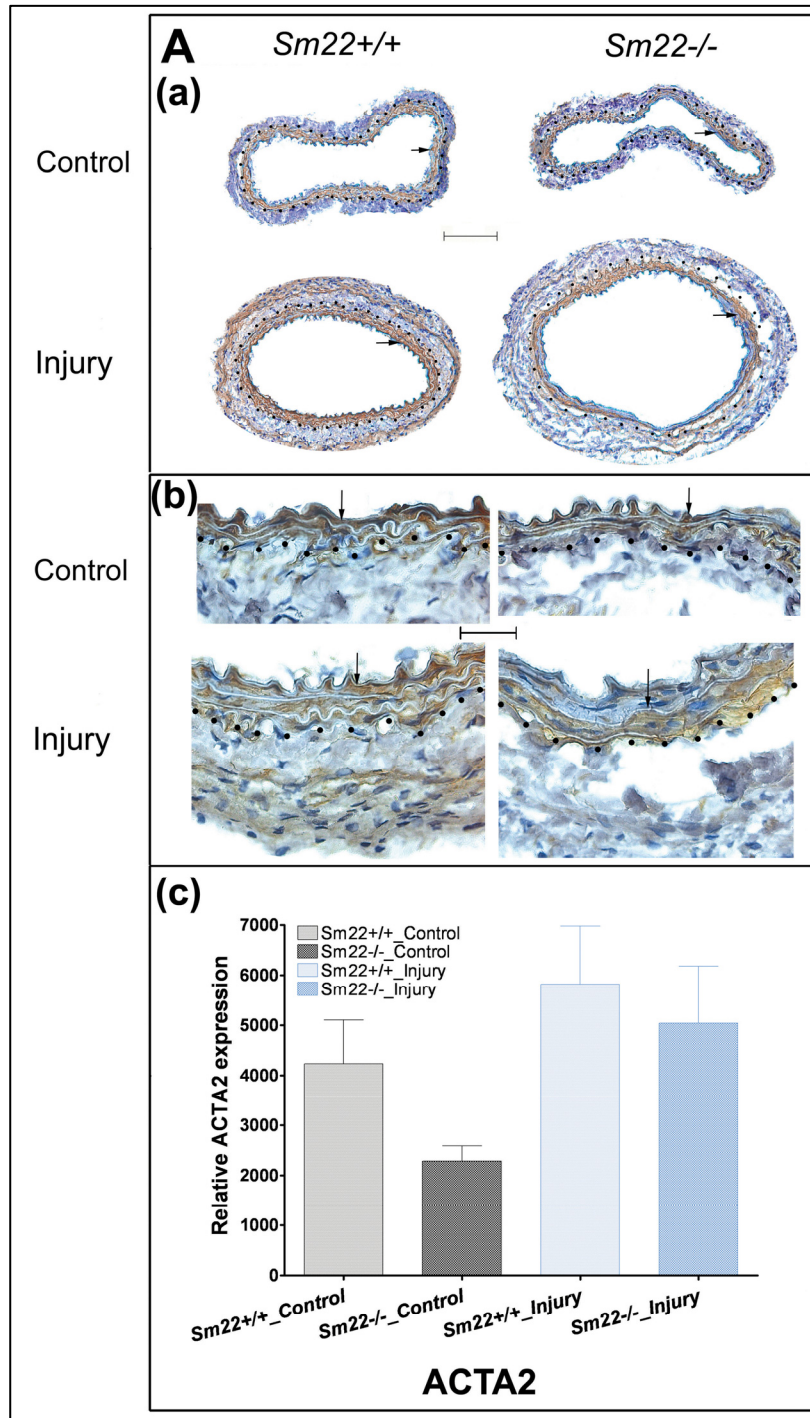 A
Sm22+/+ Sm22-/-
(a)
Control
Injury
(b)
Control
Injury
(c)
7000
6000
5000
4000
3000
2000
1000
0
Relative ACTA2 expression
Sm22+/+_Control
Sm22-/-_Control
Sm22+/+_Injury
Sm22-/-_Injury
Sm22+/+_Control
Sm22-/-_Control
Sm22+/+_Injury
Sm22-/-_Injury
ACTA2